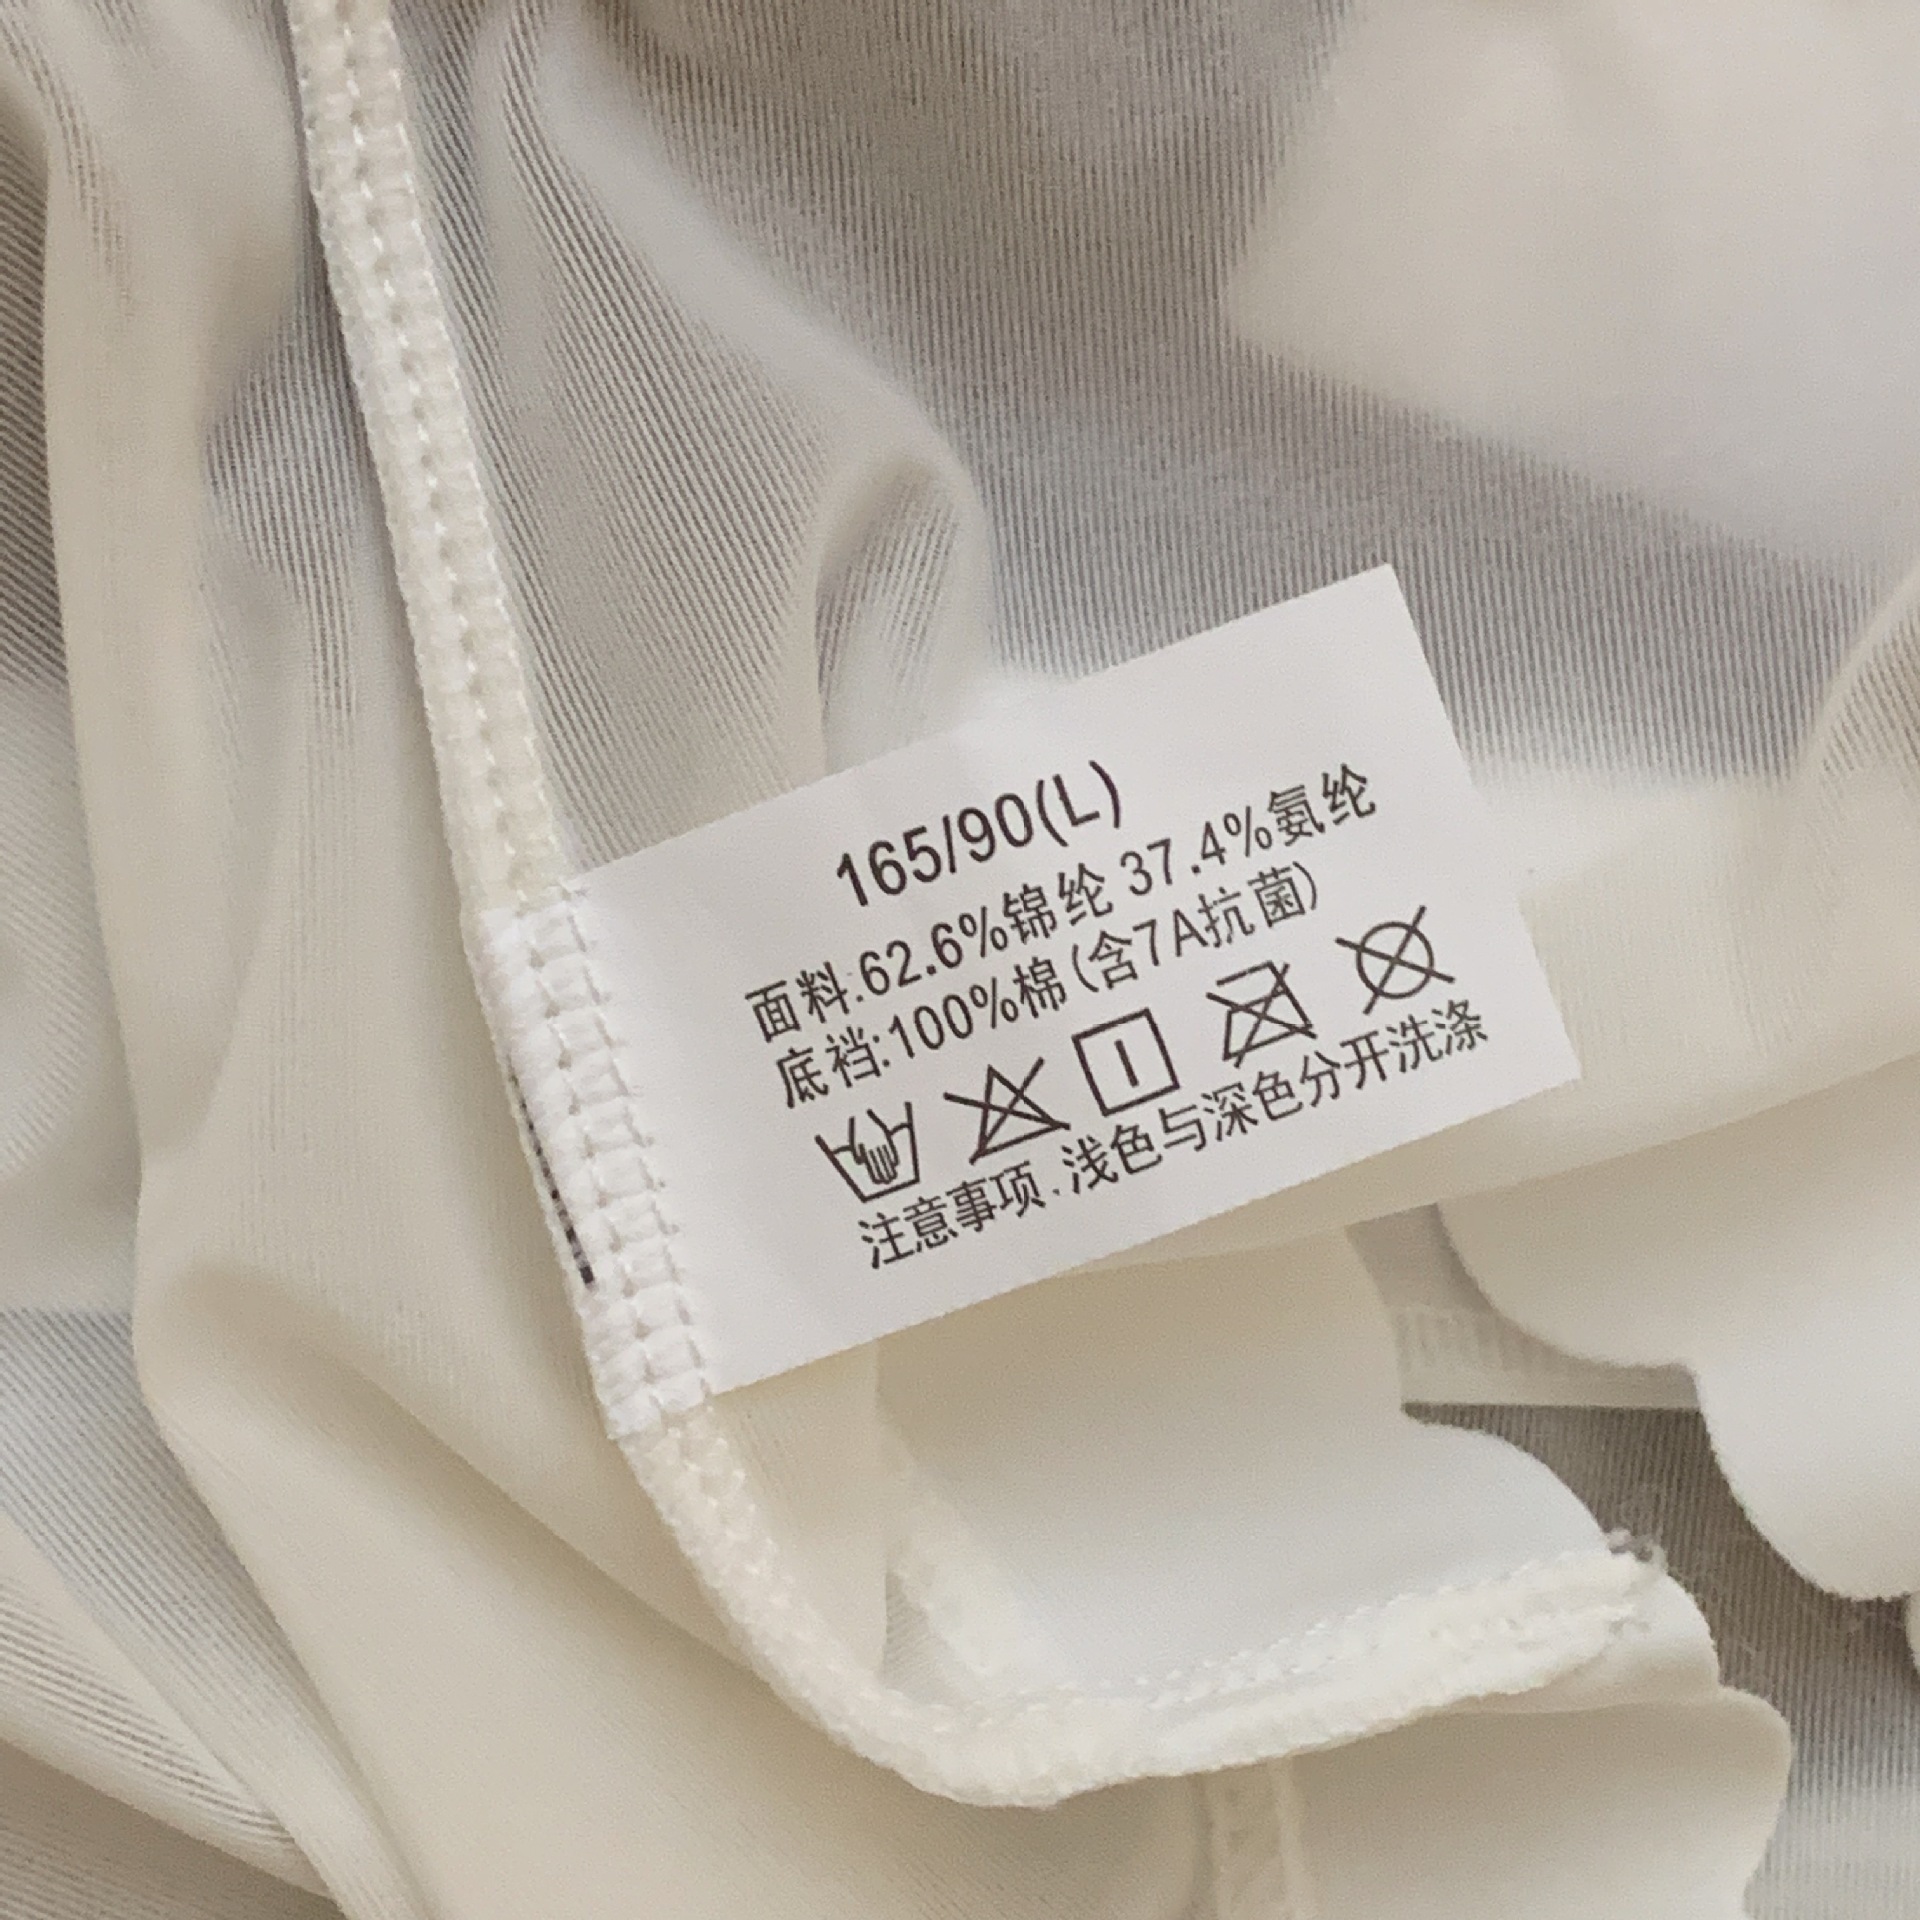 165/90(L)
面料:62.6%锦纶 37.4%氨纶
底裆:100%棉(含7A抗菌)
注意事项:浅色与深色分开洗涤